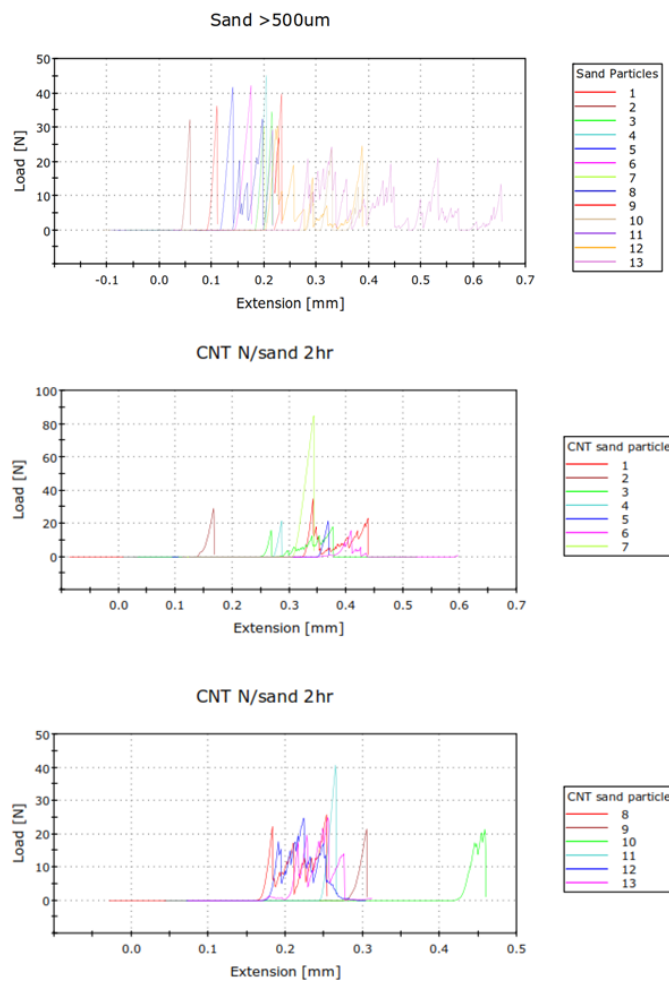 Sand >500um
50
40
30
20
10
0
Load [N]
-0.1 0.0 0.1 0.2 0.3 0.4 0.5 0.6 0.7
Extension [mm]
Sand Particles
1
2
3
4
5
6
7
8
9
10
11
12
13
CNT N/sand 2hr
100
80
60
40
20
0
Load [N]
0.0 0.1 0.2 0.3 0.4 0.5 0.6 0.7
Extension [mm]
CNT sand particle
1
2
3
4
5
6
7
CNT N/sand 2hr
50
40
30
20
10
0
Load [N]
0.0 0.1 0.2 0.3 0.4 0.5
Extension [mm]
CNT sand particle
8
9
10
11
12
13